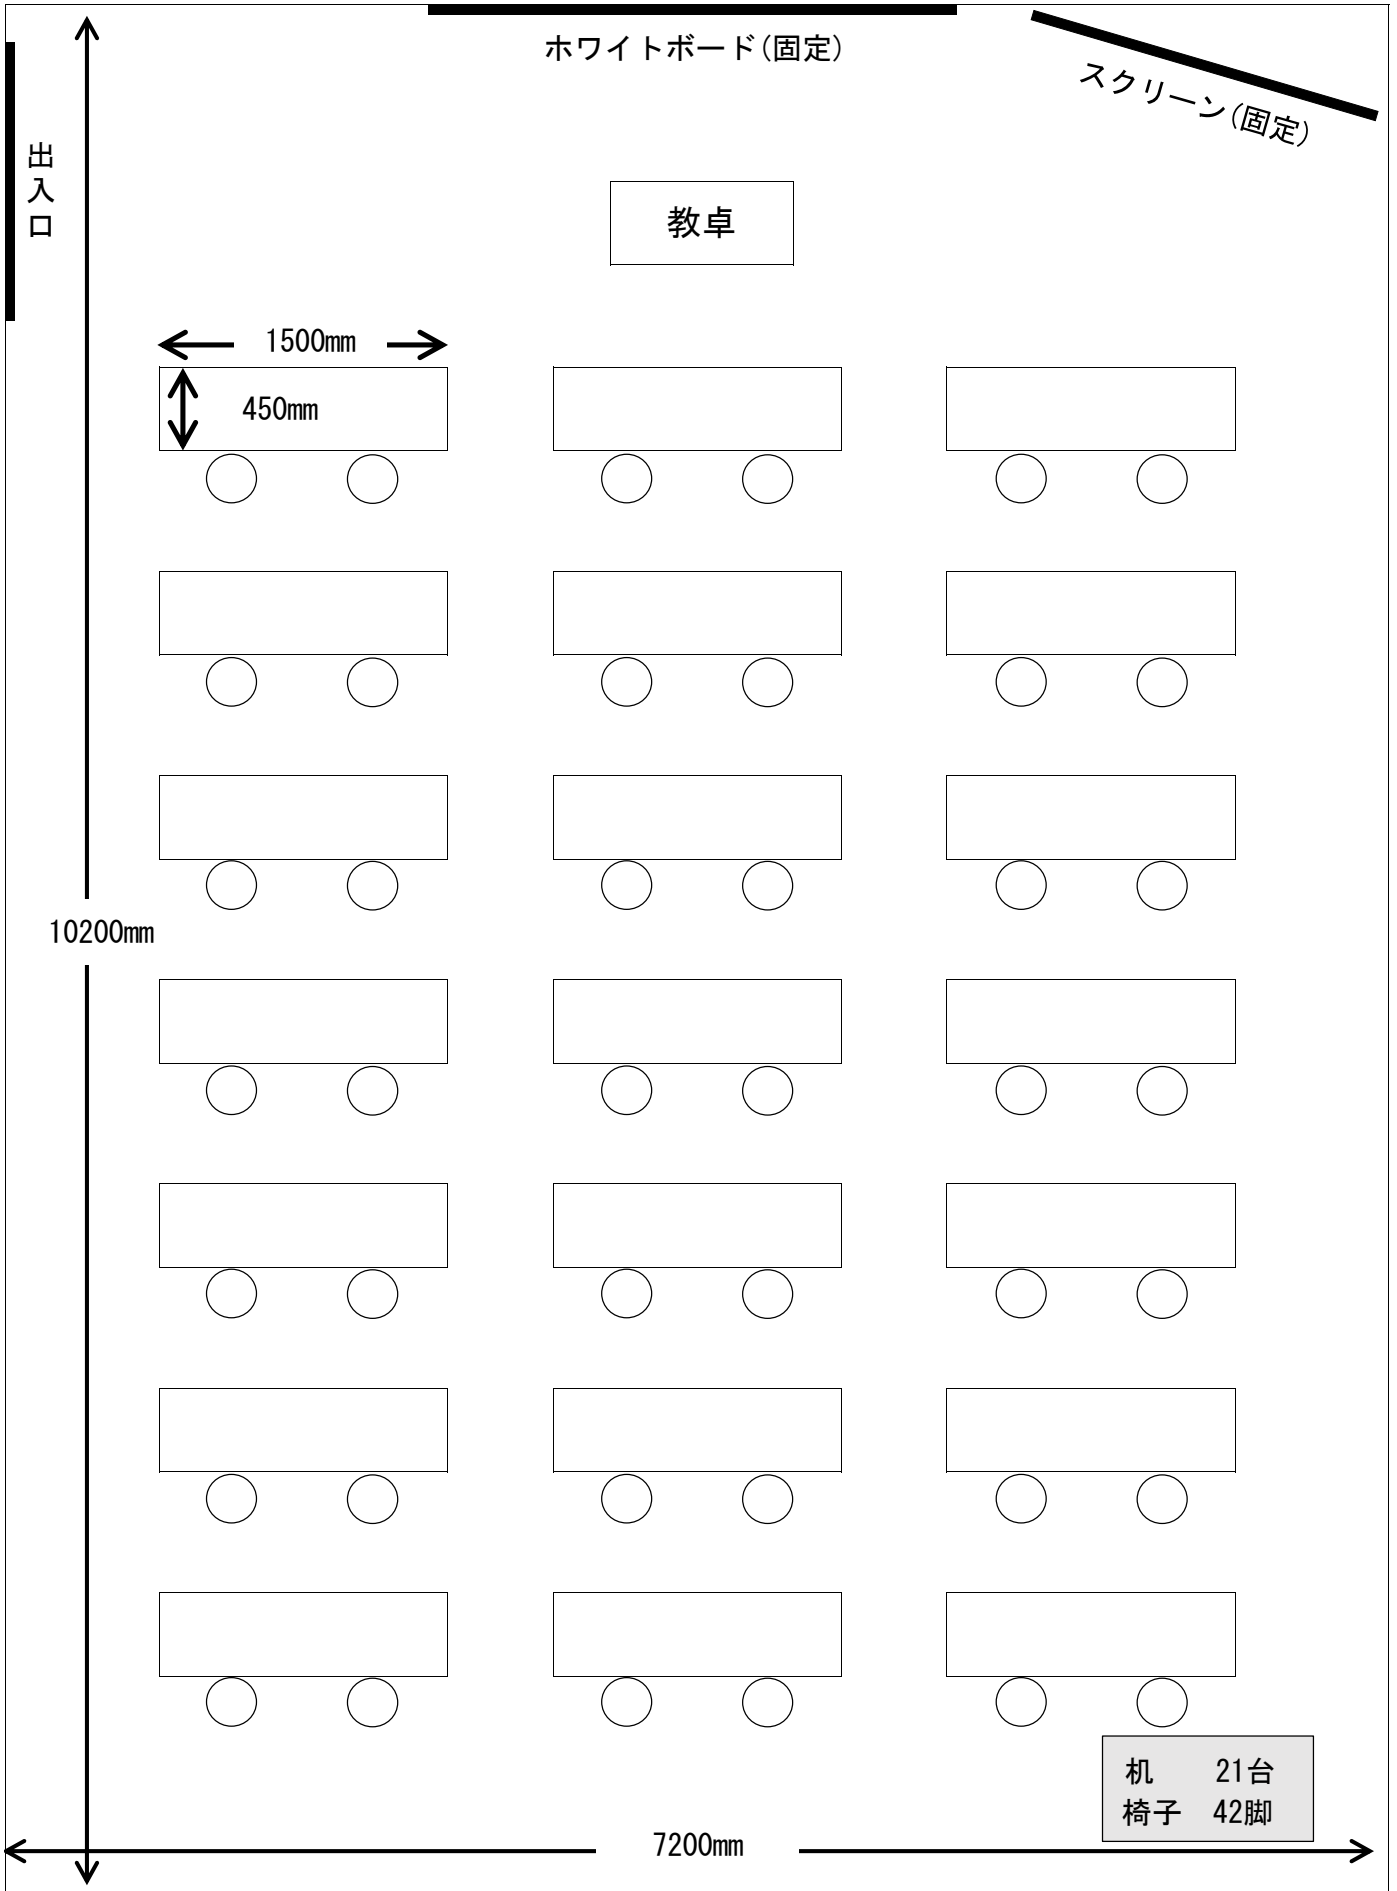 ホワイトボード(固定)
スクリーン(固定)
出入口
教卓
1500mm
450mm
10200mm
机 21台
椅子 42脚
7200mm